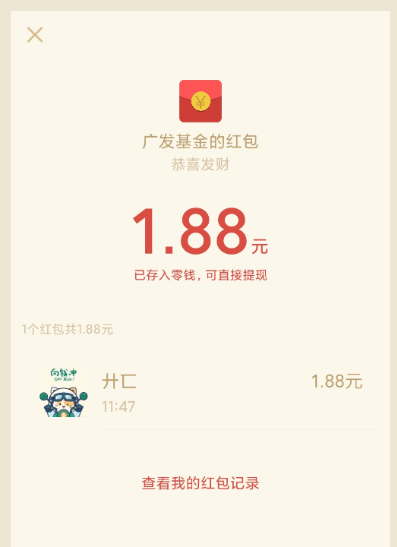 广发基金的红包
恭喜发财
1.88元
已存入零钱，可直接提现
1个红包共1.88元
向钱冲
廾匚 1.88元
11:47
查看我的红包记录